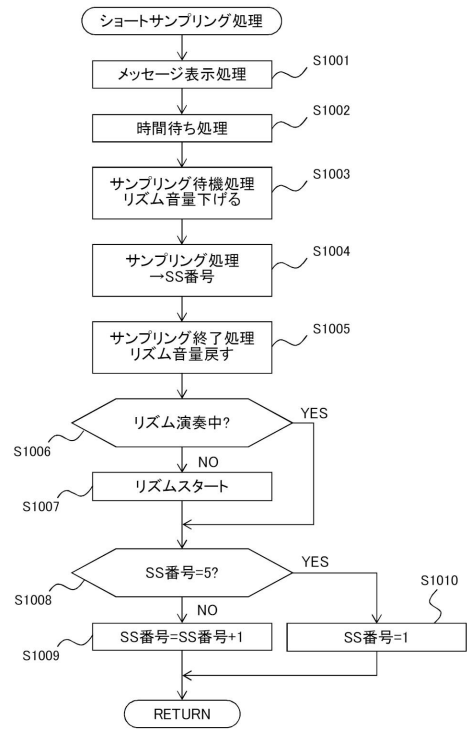 ショートサンプリング処理
メッセージ表示処理
S1001
時間待ち処理
S1002
サンプリング待機処理
リズム音量下げる
S1003
サンプリング処理
→SS番号
S1004
サンプリング終了処理
リズム音量戻す
S1005
リズム演奏中?
YES
S1006
NO
リズムスタート
S1007
SS番号=5?
YES
S1008
NO
S1010
SS番号=SS番号+1
SS番号=1
S1009
RETURN